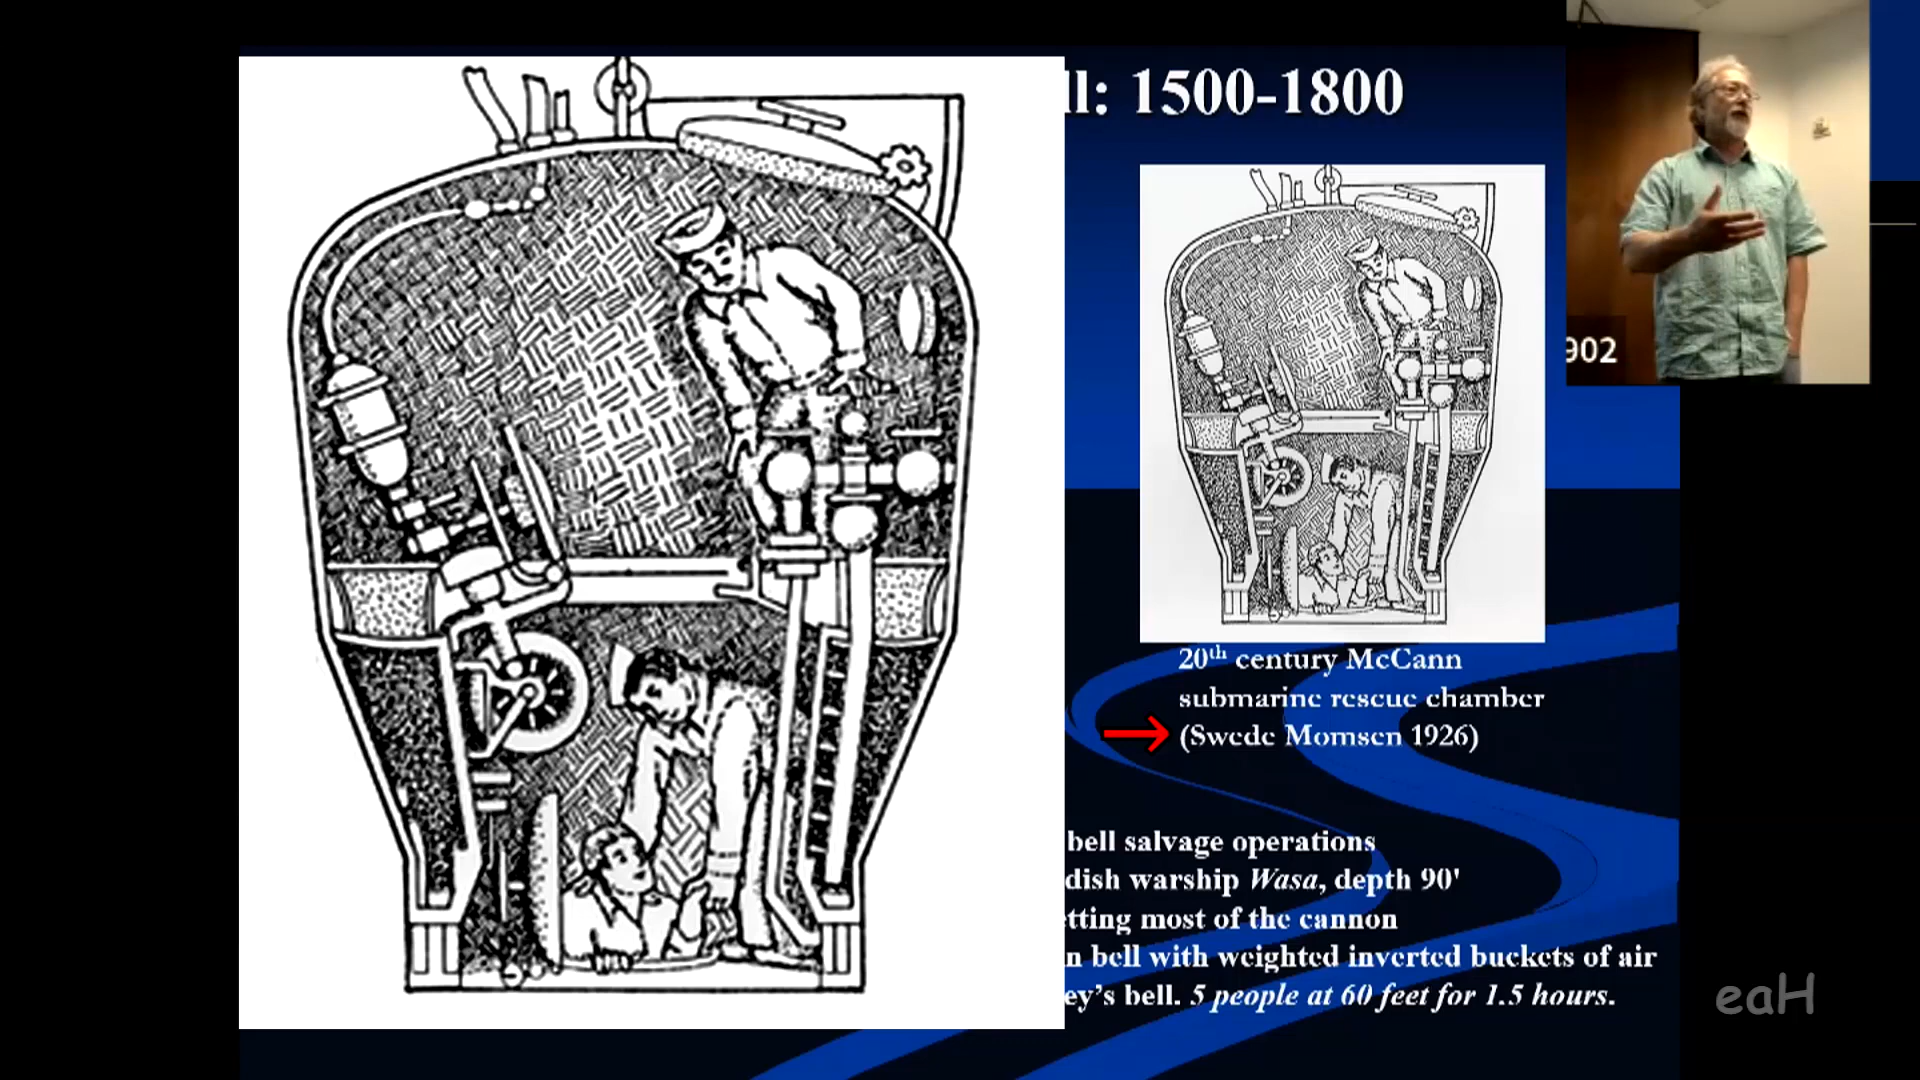 ll: 1500-1800
902
20th century McCann
submarine rescue chamber
(Swede Momsen 1926)
bell salvage operations
dish warship Wasa, depth 90'
tting most of the cannon
n bell with weighted inverted buckets of air
ey’s bell. 5 people at 60 feet for 1.5 hours.
eaH